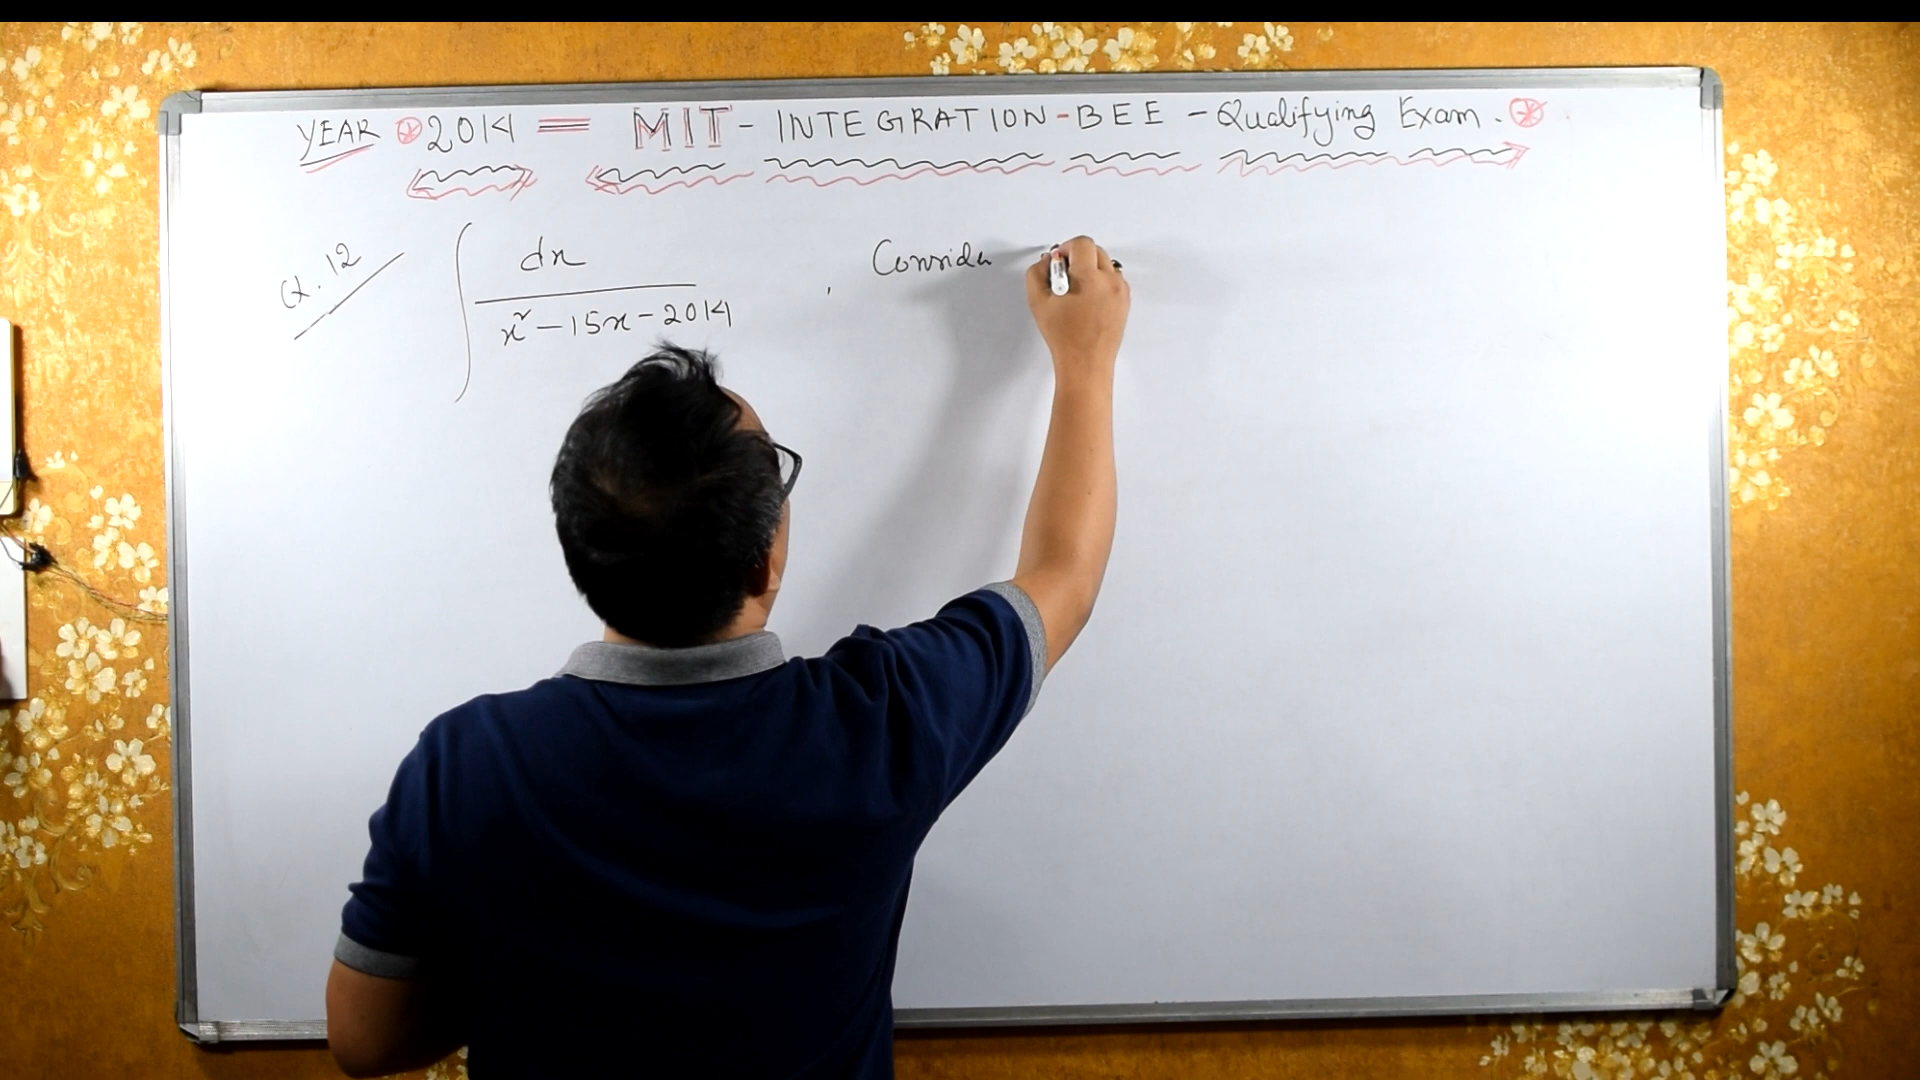 YEAR ⊛ 2014 = MIT - INTEGRATION-BEE - Qualifying Exam. ⊛
Q.12 ∫ dx / (x² - 15x - 2014) , Consider